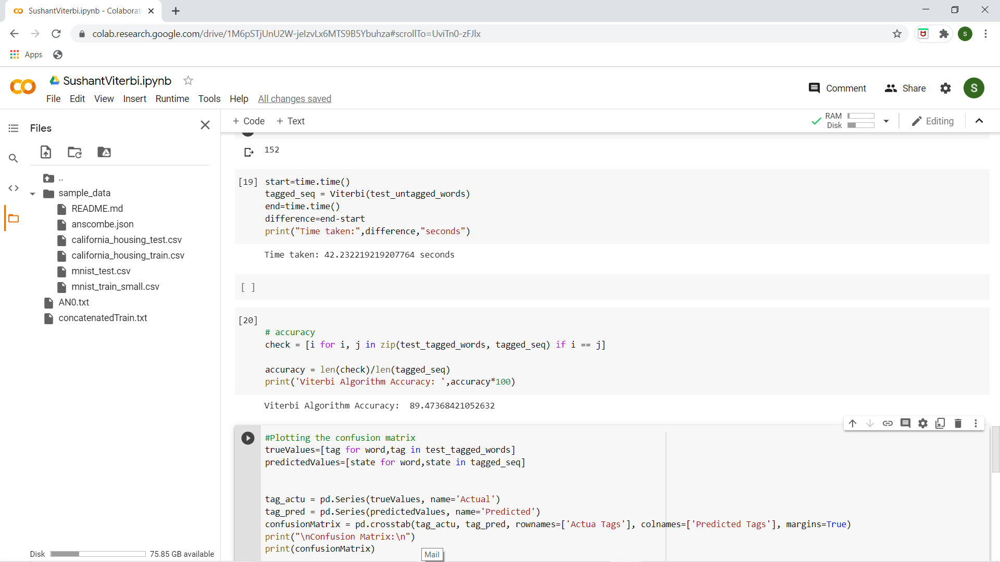 SushantViterbi.ipynb - Colaborat
colab.research.google.com/drive/1M6pSTjUnU2W-jeIzvLx6MTS9B5Ybuhza#scrollTo=UviTn0-zFJlx
S
Apps
SushantViterbi.ipynb
Comment
Share
S
File Edit View Insert Runtime Tools Help All changes saved
Files
+ Code + Text
RAM
Disk
Editing
..
sample_data
README.md
anscombe.json
california_housing_test.csv
california_housing_train.csv
mnist_test.csv
mnist_train_small.csv
AN0.txt
concatenatedTrain.txt
Disk 75.85 GB available
152
[19] start=time.time()
tagged_seq = Viterbi(test_untagged_words)
end=time.time()
difference=end-start
print("Time taken:",difference,"seconds")
Time taken: 42.232219219207764 seconds
[ ]
[20]
# accuracy
check = [i for i, j in zip(test_tagged_words, tagged_seq) if i == j]
accuracy = len(check)/len(tagged_seq)
print('Viterbi Algorithm Accuracy: ',accuracy*100)
Viterbi Algorithm Accuracy:  89.47368421052632
#Plotting the confusion matrix
trueValues=[tag for word,tag in test_tagged_words]
predictedValues=[state for word,state in tagged_seq]
tag_actu = pd.Series(trueValues, name='Actual')
tag_pred = pd.Series(predictedValues, name='Predicted')
confusionMatrix = pd.crosstab(tag_actu, tag_pred, rownames=['Actua Tags'], colnames=['Predicted Tags'], margins=True)
print("\nConfusion Matrix:\n")
print(confusionMatrix)
Mail